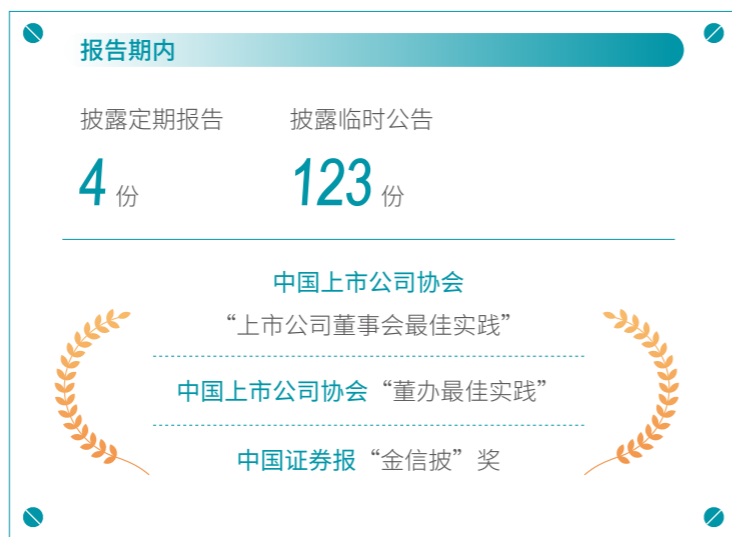 报告期内
披露定期报告 披露临时公告
4 份 123 份
中国上市公司协会
“上市公司董事会最佳实践”
中国上市公司协会“董办最佳实践”
中国证券报“金信披”奖